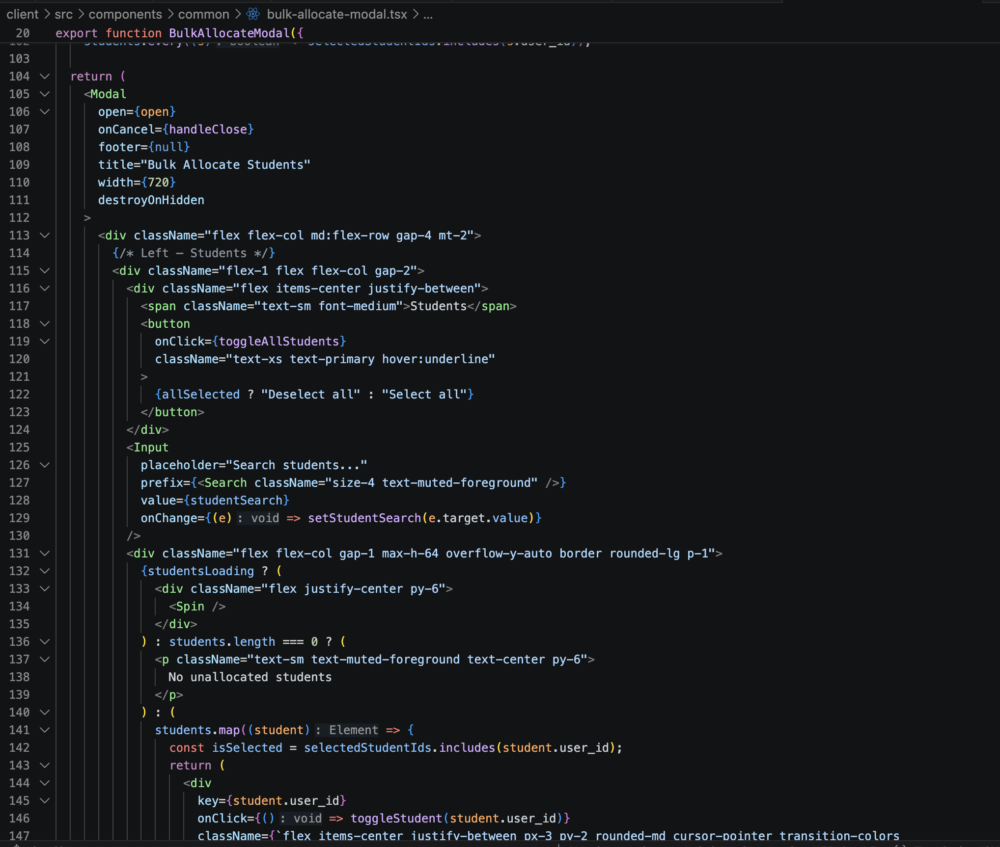 client > src > components > common > bulk-allocate-modal.tsx > ...
20 export function BulkAllocateModal({
102 students.every((s): boolean => selectedStudentIds.includes(s.user_id));
103
104 return (
105 <Modal
106 open={open}
107 onCancel={handleClose}
108 footer={null}
109 title="Bulk Allocate Students"
110 width={720}
111 destroyOnHidden
112 >
113 <div className="flex flex-col md:flex-row gap-4 mt-2">
114 {/* Left — Students */}
115 <div className="flex-1 flex flex-col gap-2">
116 <div className="flex items-center justify-between">
117 <span className="text-sm font-medium">Students</span>
118 <button
119 onClick={toggleAllStudents}
120 className="text-xs text-primary hover:underline"
121 >
122 {allSelected ? "Deselect all" : "Select all"}
123 </button>
124 </div>
125 <Input
126 placeholder="Search students..."
127 prefix={<Search className="size-4 text-muted-foreground" />}
128 value={studentSearch}
129 onChange={(e): void => setStudentSearch(e.target.value)}
130 />
131 <div className="flex flex-col gap-1 max-h-64 overflow-y-auto border rounded-lg p-1">
132 {studentsLoading ? (
133 <div className="flex justify-center py-6">
134 <Spin />
135 </div>
136 ) : students.length === 0 ? (
137 <p className="text-sm text-muted-foreground text-center py-6">
138 No unallocated students
139 </p>
140 ) : (
141 students.map((student): Element => {
142 const isSelected = selectedStudentIds.includes(student.user_id);
143 return (
144 <div
145 key={student.user_id}
146 onClick={(): void => toggleStudent(student.user_id)}
147 className={`flex items-center justify-between px-3 py-2 rounded-md cursor-pointer transition-colors